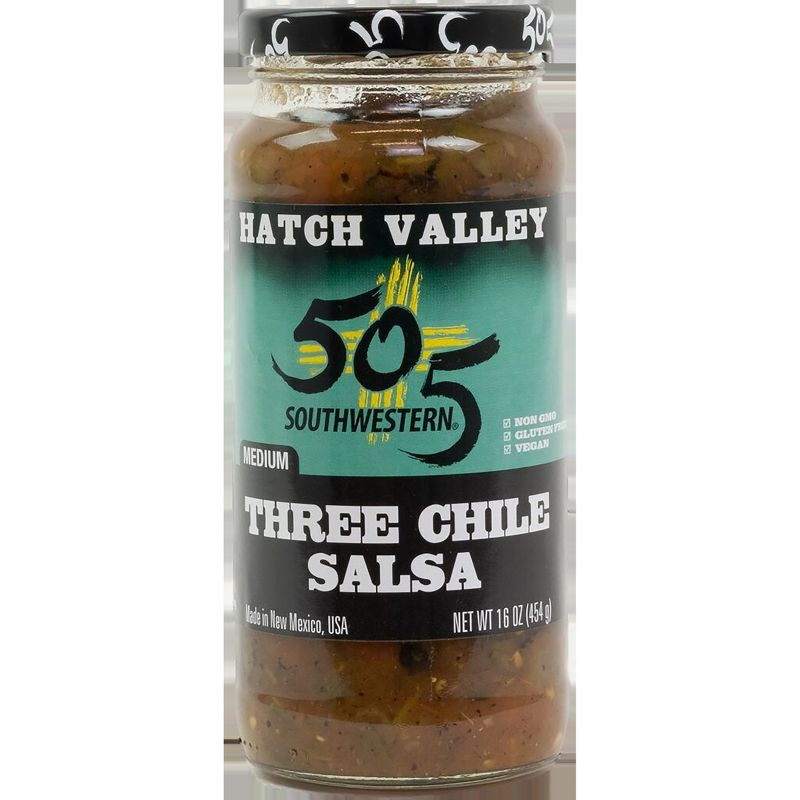 505
505
HATCH VALLEY
505
SOUTHWESTERN®
NON GMO
GLUTEN FREE
VEGAN
MEDIUM
THREE CHILE
SALSA
Made in New Mexico, USA
NET WT 16 OZ (454 g)